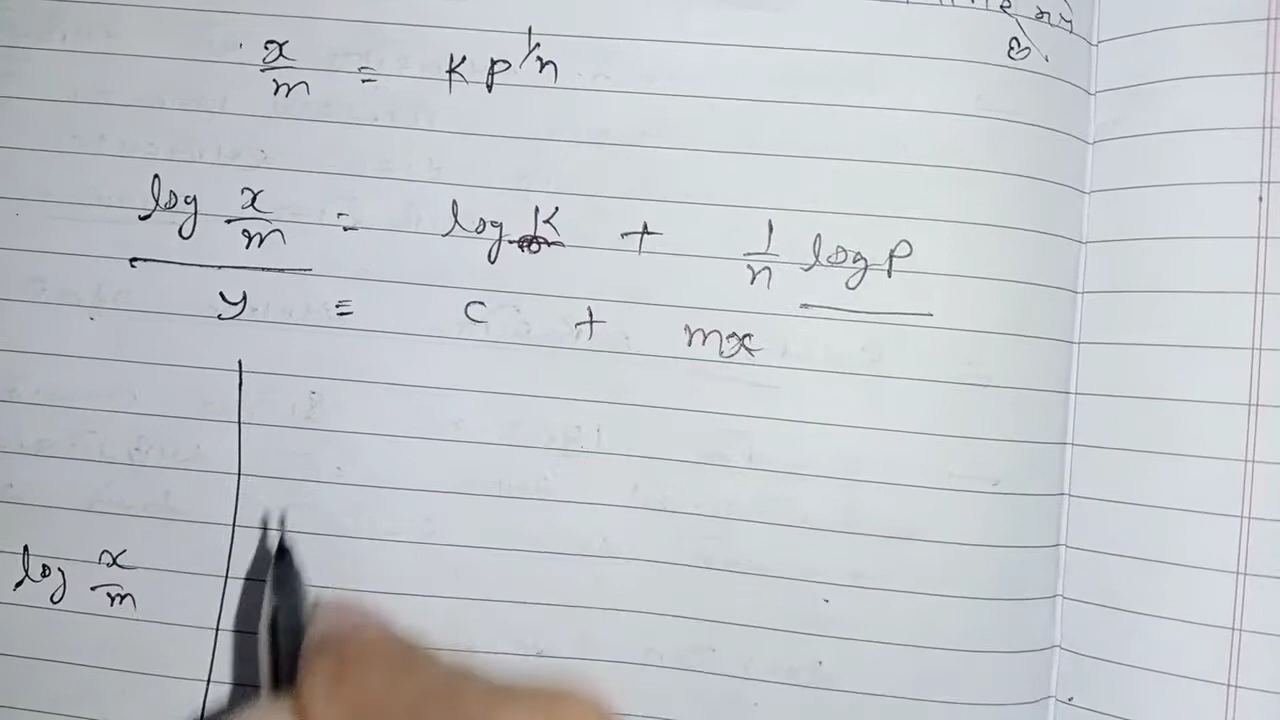 x/m = K P^1/n
log x/m = log K + 1/n log P
y = c + mx
log x/m